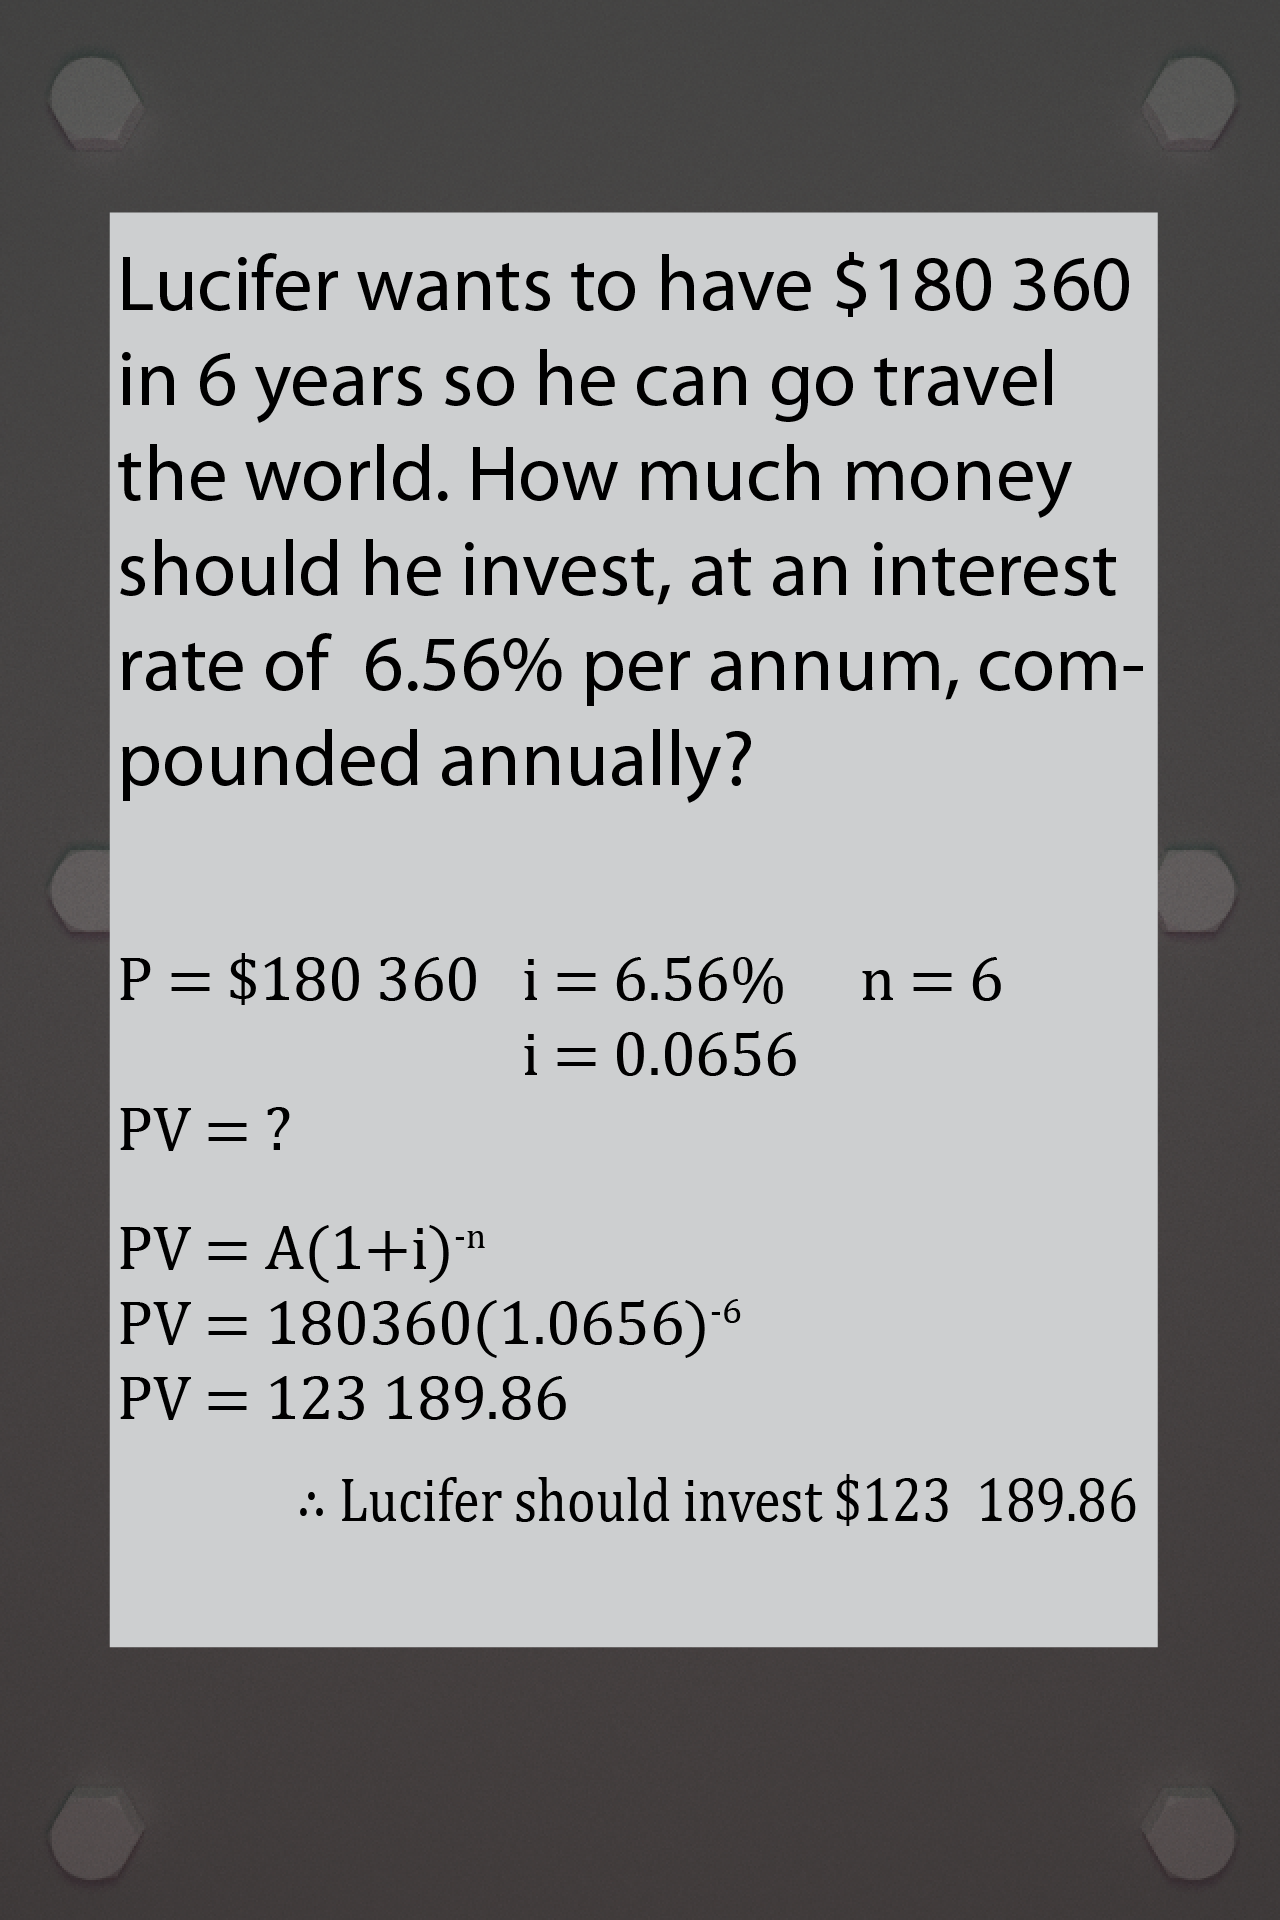 Lucifer wants to have $180 360
in 6 years so he can go travel
the world. How much money
should he invest, at an interest
rate of  6.56% per annum, com-
pounded annually?
P = $180 360   i = 6.56%   n = 6
i = 0.0656
PV = ?
PV = A(1+i)⁻ⁿ
PV = 180360(1.0656)⁻⁶
PV = 123 189.86
∴ Lucifer should invest $123  189.86